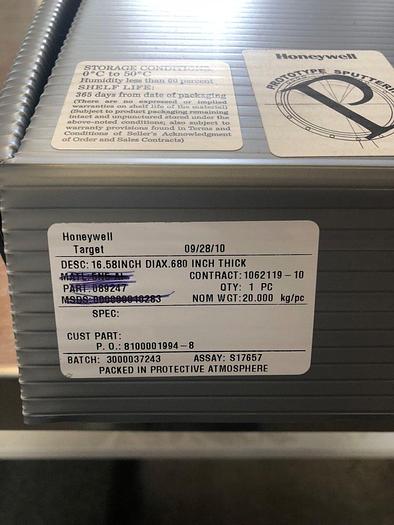 STORAGE CONDITIONS
0°C to 50°C
Humidity less than 60 percent
SHELF LIFE:
365 days from date of packaging
(There are no expressed or implied
warranties on shelf life of the material)
(Subject to product packaging remaining
intact and unpunctured stored under the
above-noted conditions; also subject to
warranty provisions found in Terms and
Conditions of Seller's Acknowledgment
of Order and Sales Contracts)
Honeywell
PROTOTYPE SPUTTERI
P
Honeywell
Target 09/28/10
DESC: 16.58INCH DIAX.680 INCH THICK
CONTRACT: 1062119-10
PART: 089247 QTY: 1 PC
NOM WGT: 20.000 kg/pc
SPEC:
CUST PART:
P. O.: 8100001994-8
BATCH: 3000037243 ASSAY: S17657
PACKED IN PROTECTIVE ATMOSPHERE